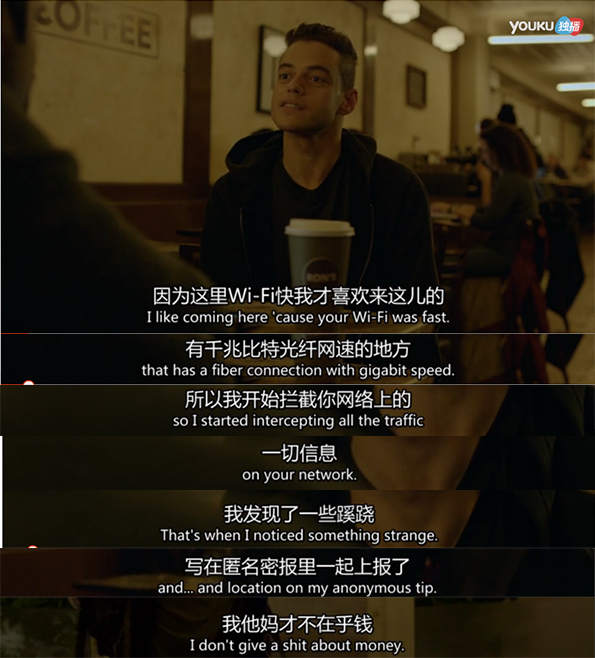 COFFEE
YOUKU 独播
RON'S
因为这里Wi-Fi快我才喜欢来这儿的
I like coming here 'cause your Wi-Fi was fast.
有千兆比特光纤网速的地方
that has a fiber connection with gigabit speed.
所以我开始拦截你网络上的
so I started intercepting all the traffic
一切信息
on your network.
我发现了一些蹊跷
That's when I noticed something strange.
写在匿名密报里一起上报了
and... and location on my anonymous tip.
我他妈才不在乎钱
I don't give a shit about money.